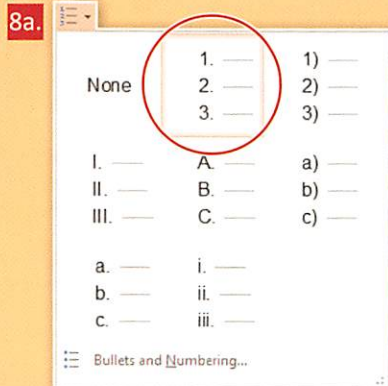 8a.
None
1.
2.
3.
1)
2)
3)
I.
II.
III.
A.
B.
C.
a)
b)
c)
a.
b.
c.
i.
ii.
iii.
Bullets and Numbering...